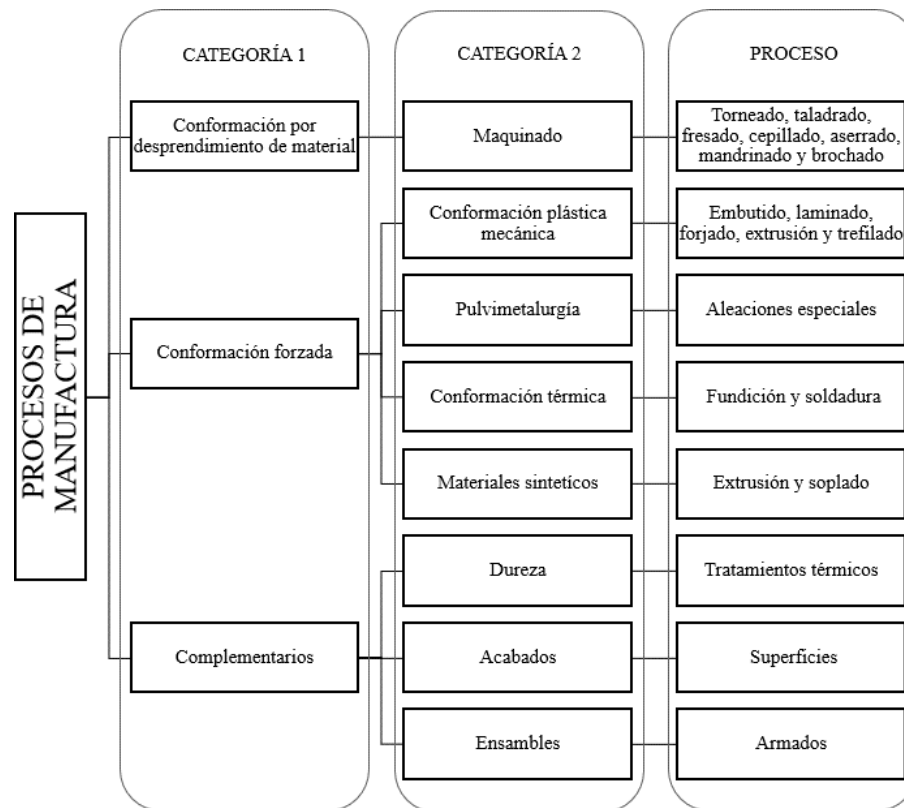 CATEGORÍA 1
CATEGORÍA 2
PROCESO
PROCESOS DE
MANUFACTURA
Conformación por
desprendimiento de material
Maquinado
Torneado, taladrado,
fresado, cepillado, aserrado,
mandrinado y brochado
Conformación forzada
Conformación plástica
mecánica
Embutido, laminado,
forjado, extrusión y trefilado
Pulvimetalurgía
Aleaciones especiales
Conformación térmica
Fundición y soldadura
Materiales sintetícos
Extrusión y soplado
Complementarios
Dureza
Tratamientos térmicos
Acabados
Superfícies
Ensambles
Armados